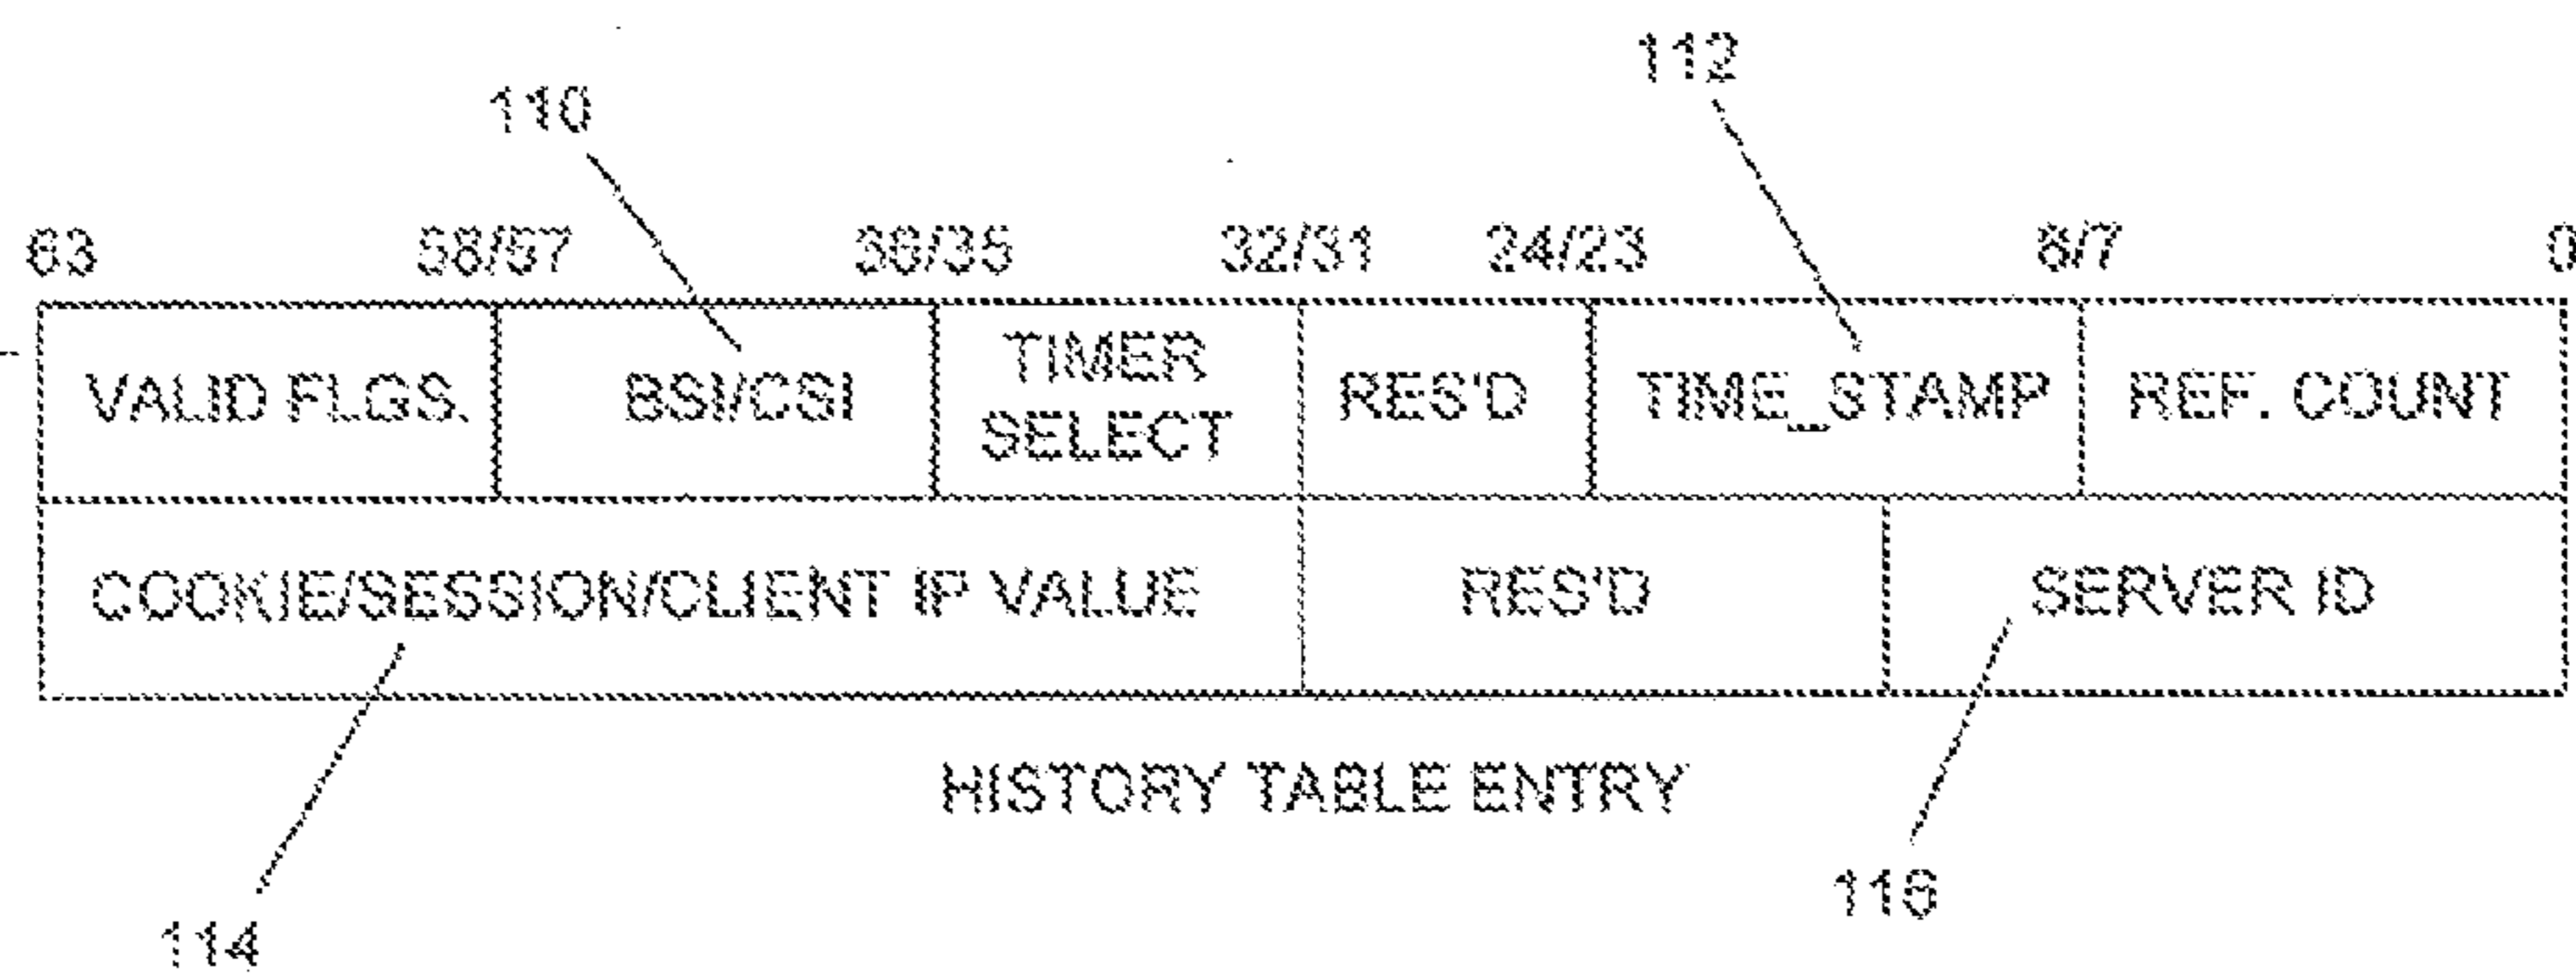 112
110
63 58/57 36/35 32/31 24/23 8/7 0
VALID FLGS. BSI/CSI TIMER SELECT RES'D TIME_STAMP REF. COUNT
COOKIE/SESSION/CLIENT IP VALUE RES'D SERVER ID
HISTORY TABLE ENTRY
116
114